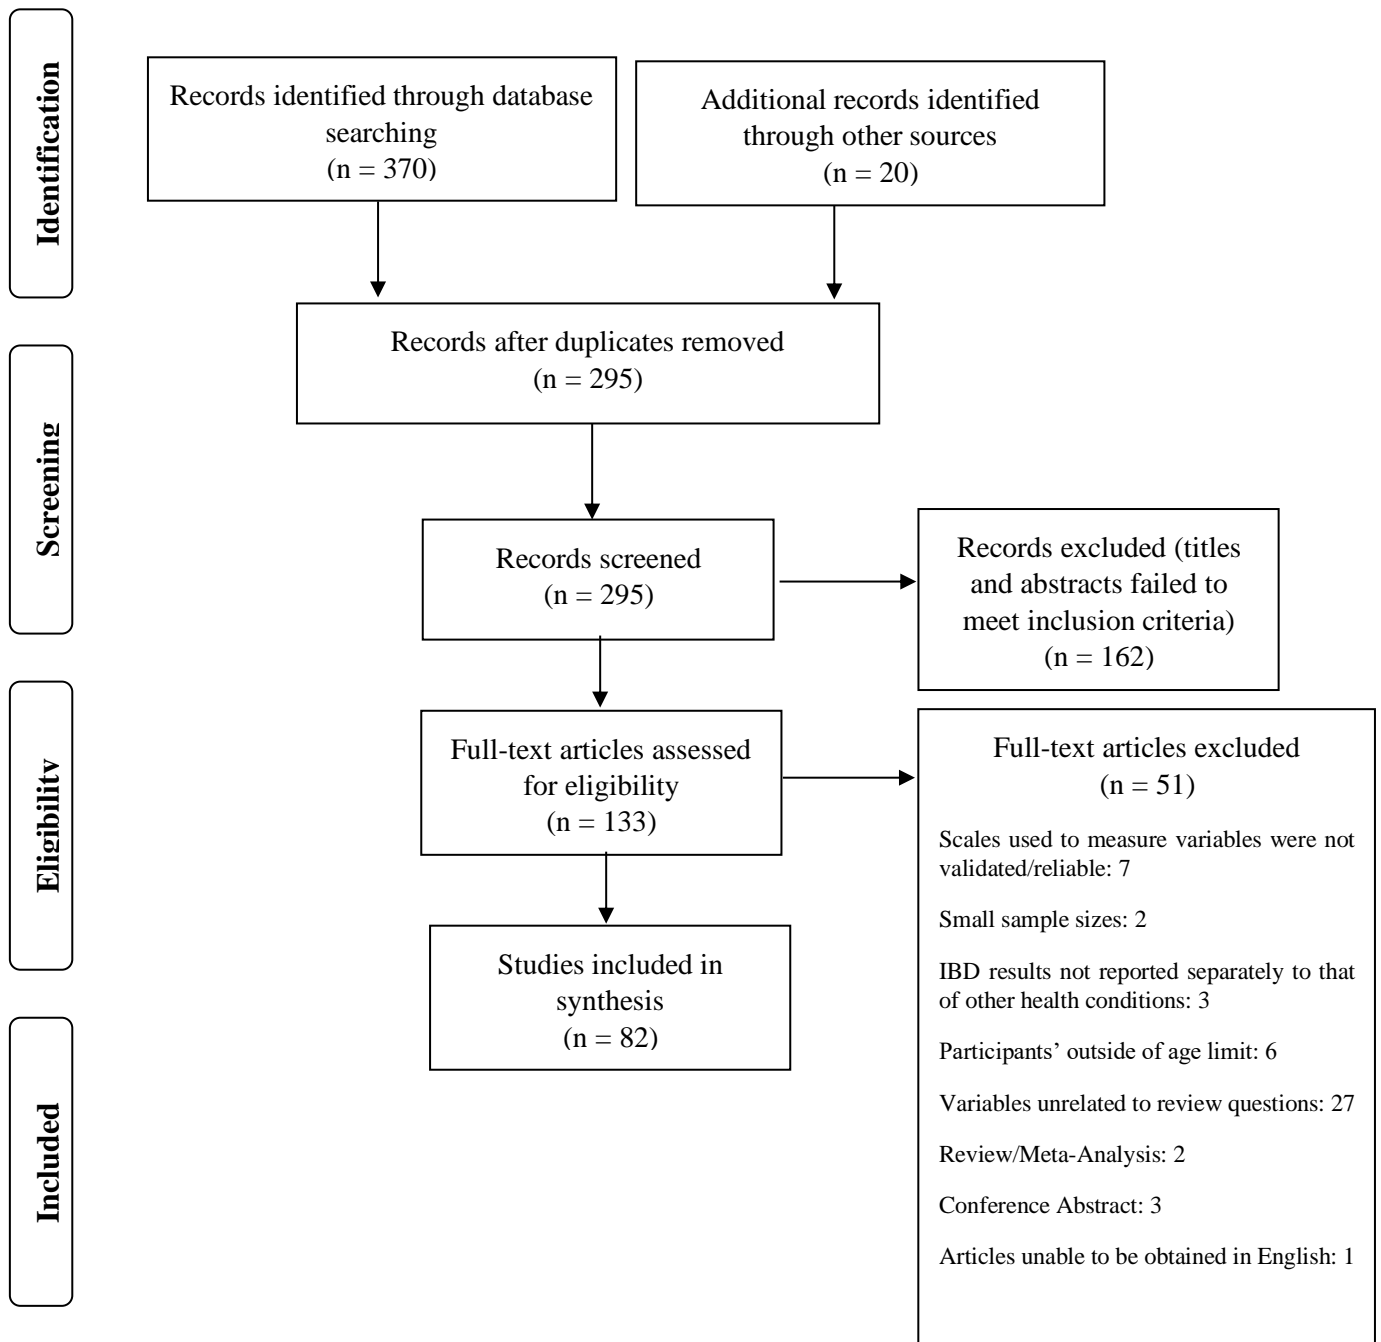 Identification
Records identified through database
searching
(n = 370)
Additional records identified
through other sources
(n = 20)
Records after duplicates removed
(n = 295)
Screening
Records screened
(n = 295)
Records excluded (titles
and abstracts failed to
meet inclusion criteria)
(n = 162)
Eligibility
Full-text articles assessed
for eligibility
(n = 133)
Full-text articles excluded
(n = 51)
Scales used to measure variables were not
validated/reliable: 7
Small sample sizes: 2
IBD results not reported separately to that
of other health conditions: 3
Participants’ outside of age limit: 6
Variables unrelated to review questions: 27
Review/Meta-Analysis: 2
Conference Abstract: 3
Articles unable to be obtained in English: 1
Included
Studies included in
synthesis
(n = 82)